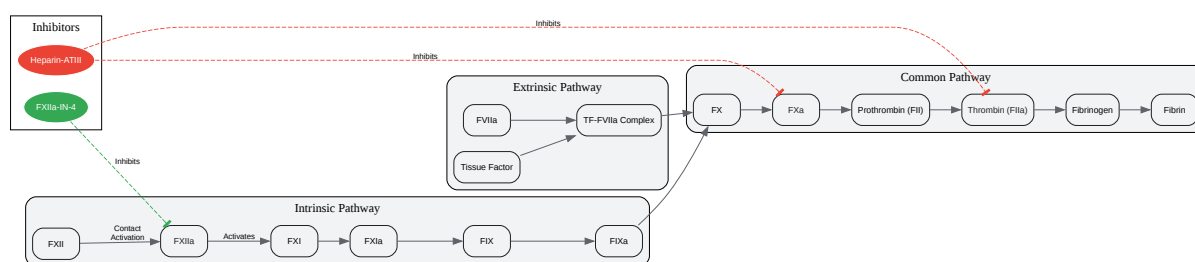 Inhibitors
Heparin-ATIII
FXIIa-IN-4
Inhibits
Inhibits
Inhibits
Extrinsic Pathway
FVIIa
TF-FVIIa Complex
Tissue Factor
Common Pathway
FX
FXa
Prothrombin (FII)
Thrombin (FIIa)
Fibrinogen
Fibrin
Intrinsic Pathway
FXII
Contact
Activation
FXIIa
Activates
FXI
FXIa
FIX
FIXa